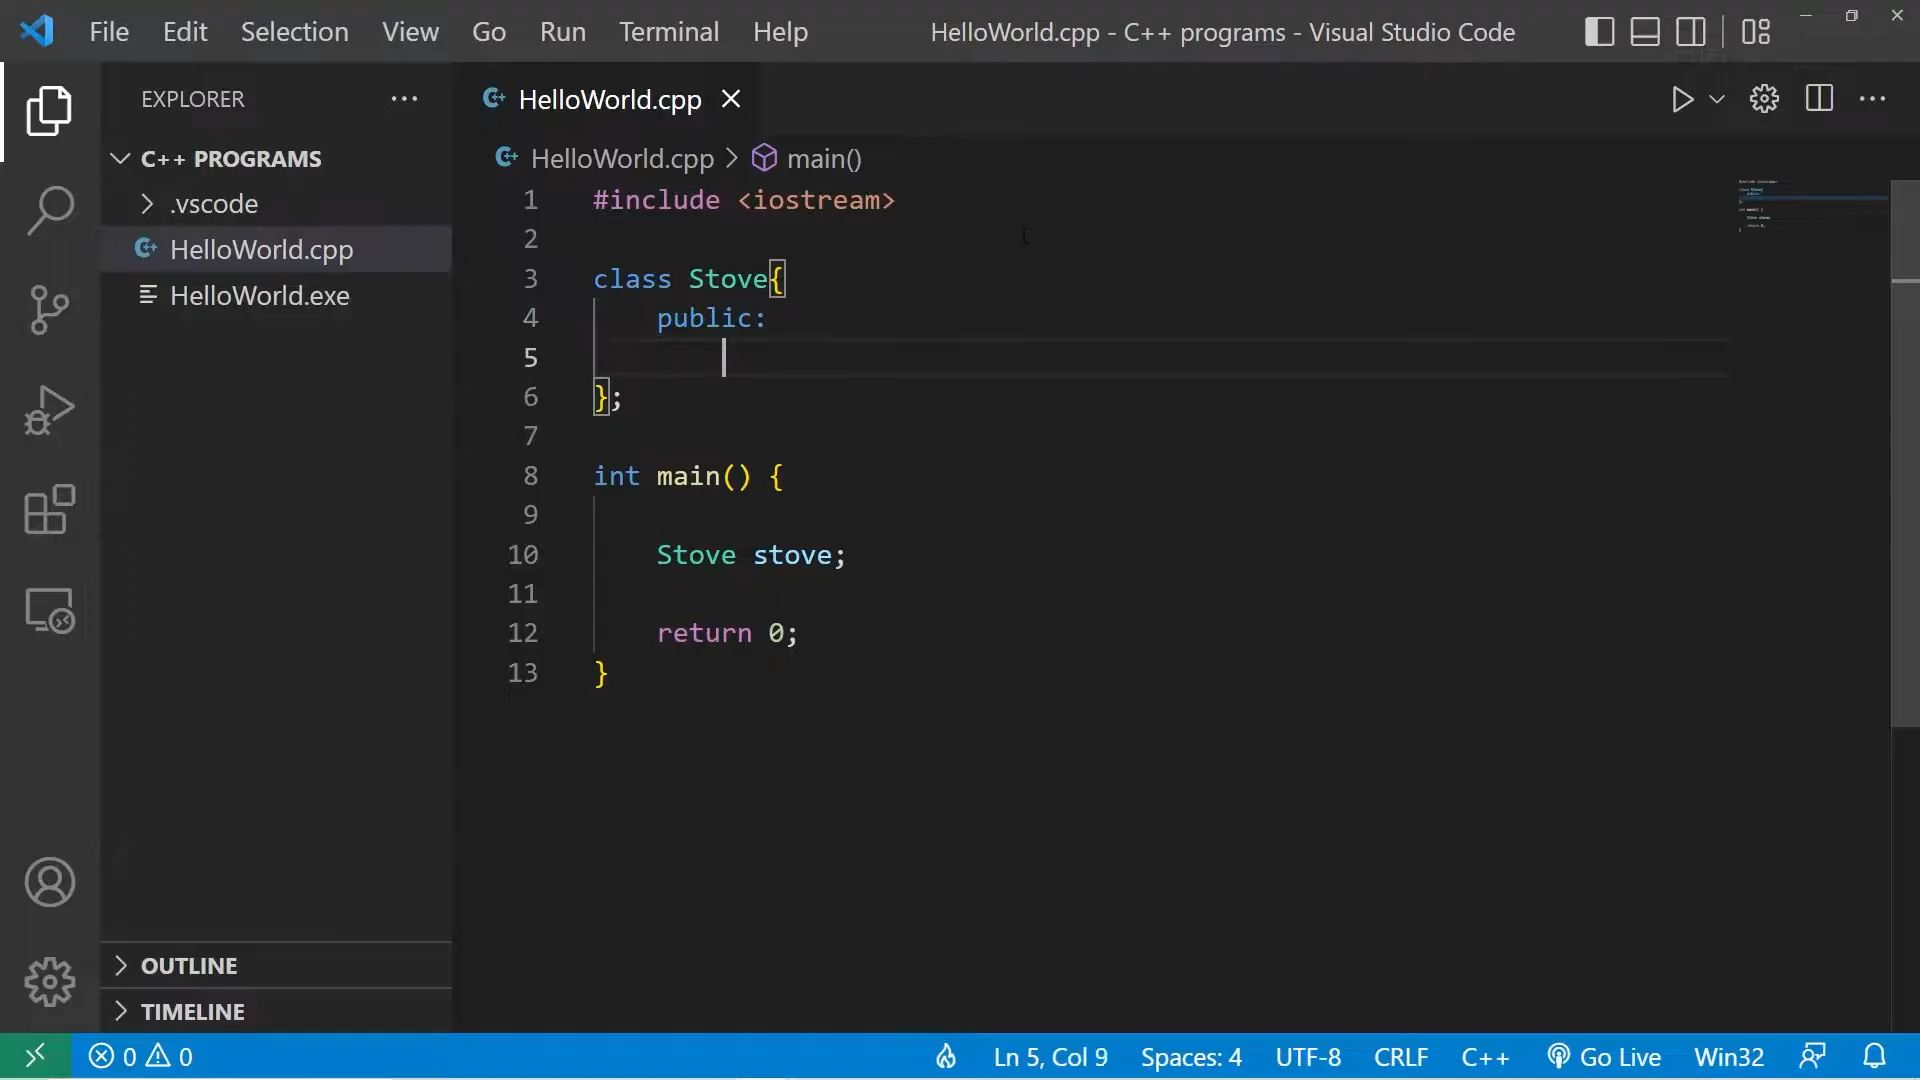 File Edit Selection View Go Run Terminal Help HelloWorld.cpp - C++ programs - Visual Studio Code
EXPLORER
C++ PROGRAMS
.vscode
HelloWorld.cpp
HelloWorld.exe
OUTLINE
TIMELINE
HelloWorld.cpp
HelloWorld.cpp > main()
1 #include <iostream>
2
3 class Stove{
4     public:
5
6 };
7
8 int main() {
9
10     Stove stove;
11
12     return 0;
13 }
0 0 Ln 5, Col 9 Spaces: 4 UTF-8 CRLF C++ Go Live Win32